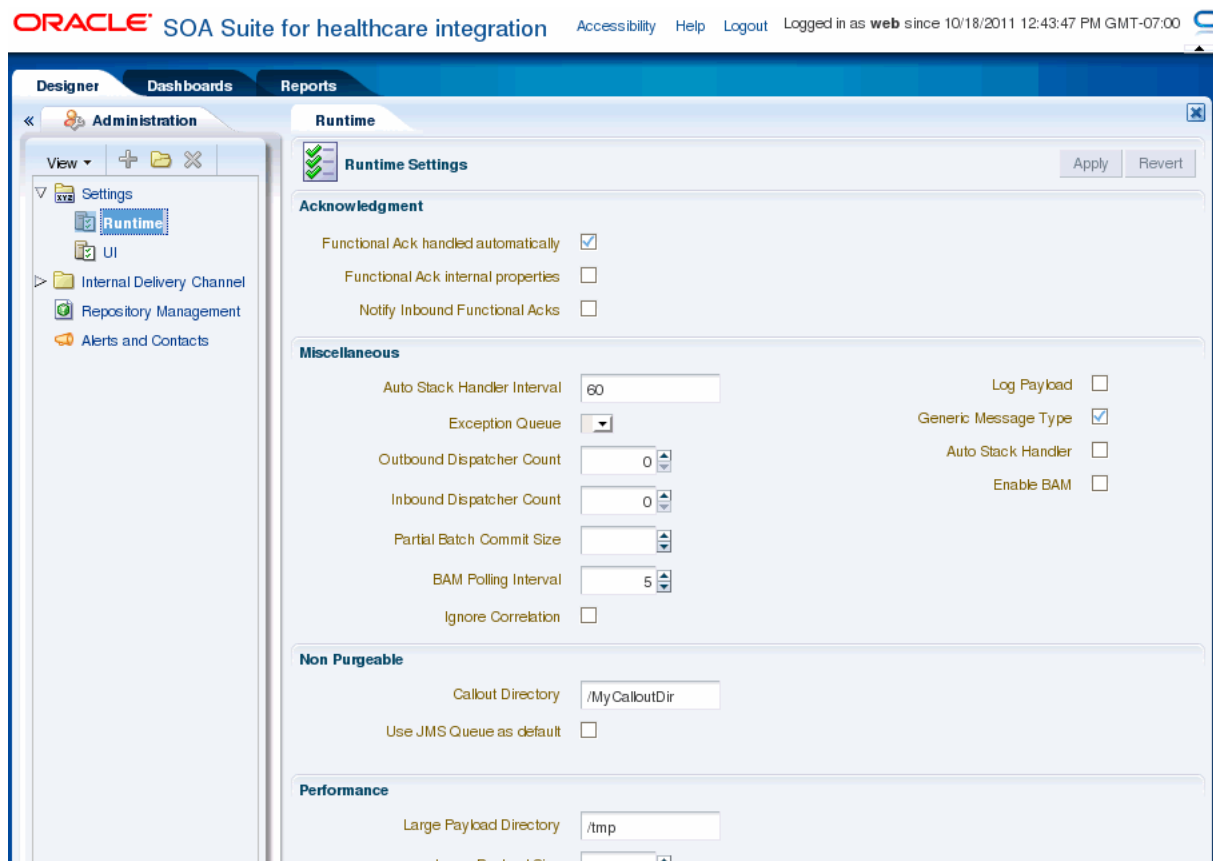 ORACLE SOA Suite for healthcare integration Accessibility Help Logout Logged in as web since 10/18/2011 12:43:47 PM GMT-07:00
Designer Dashboards Reports
« Administration
View
Settings
Runtime
UI
Internal Delivery Channel
Repository Management
Alerts and Contacts
Runtime
Runtime Settings Apply Revert
Acknowledgment
Functional Ack handled automatically
Functional Ack internal properties
Notify Inbound Functional Acks
Miscellaneous
Auto Stack Handler Interval 60
Exception Queue
Outbound Dispatcher Count 0
Inbound Dispatcher Count 0
Partial Batch Commit Size
BAM Polling Interval 5
Ignore Correlation
Log Payload
Generic Message Type
Auto Stack Handler
Enable BAM
Non Purgeable
Callout Directory /MyCalloutDir
Use JMS Queue as default
Performance
Large Payload Directory /tmp